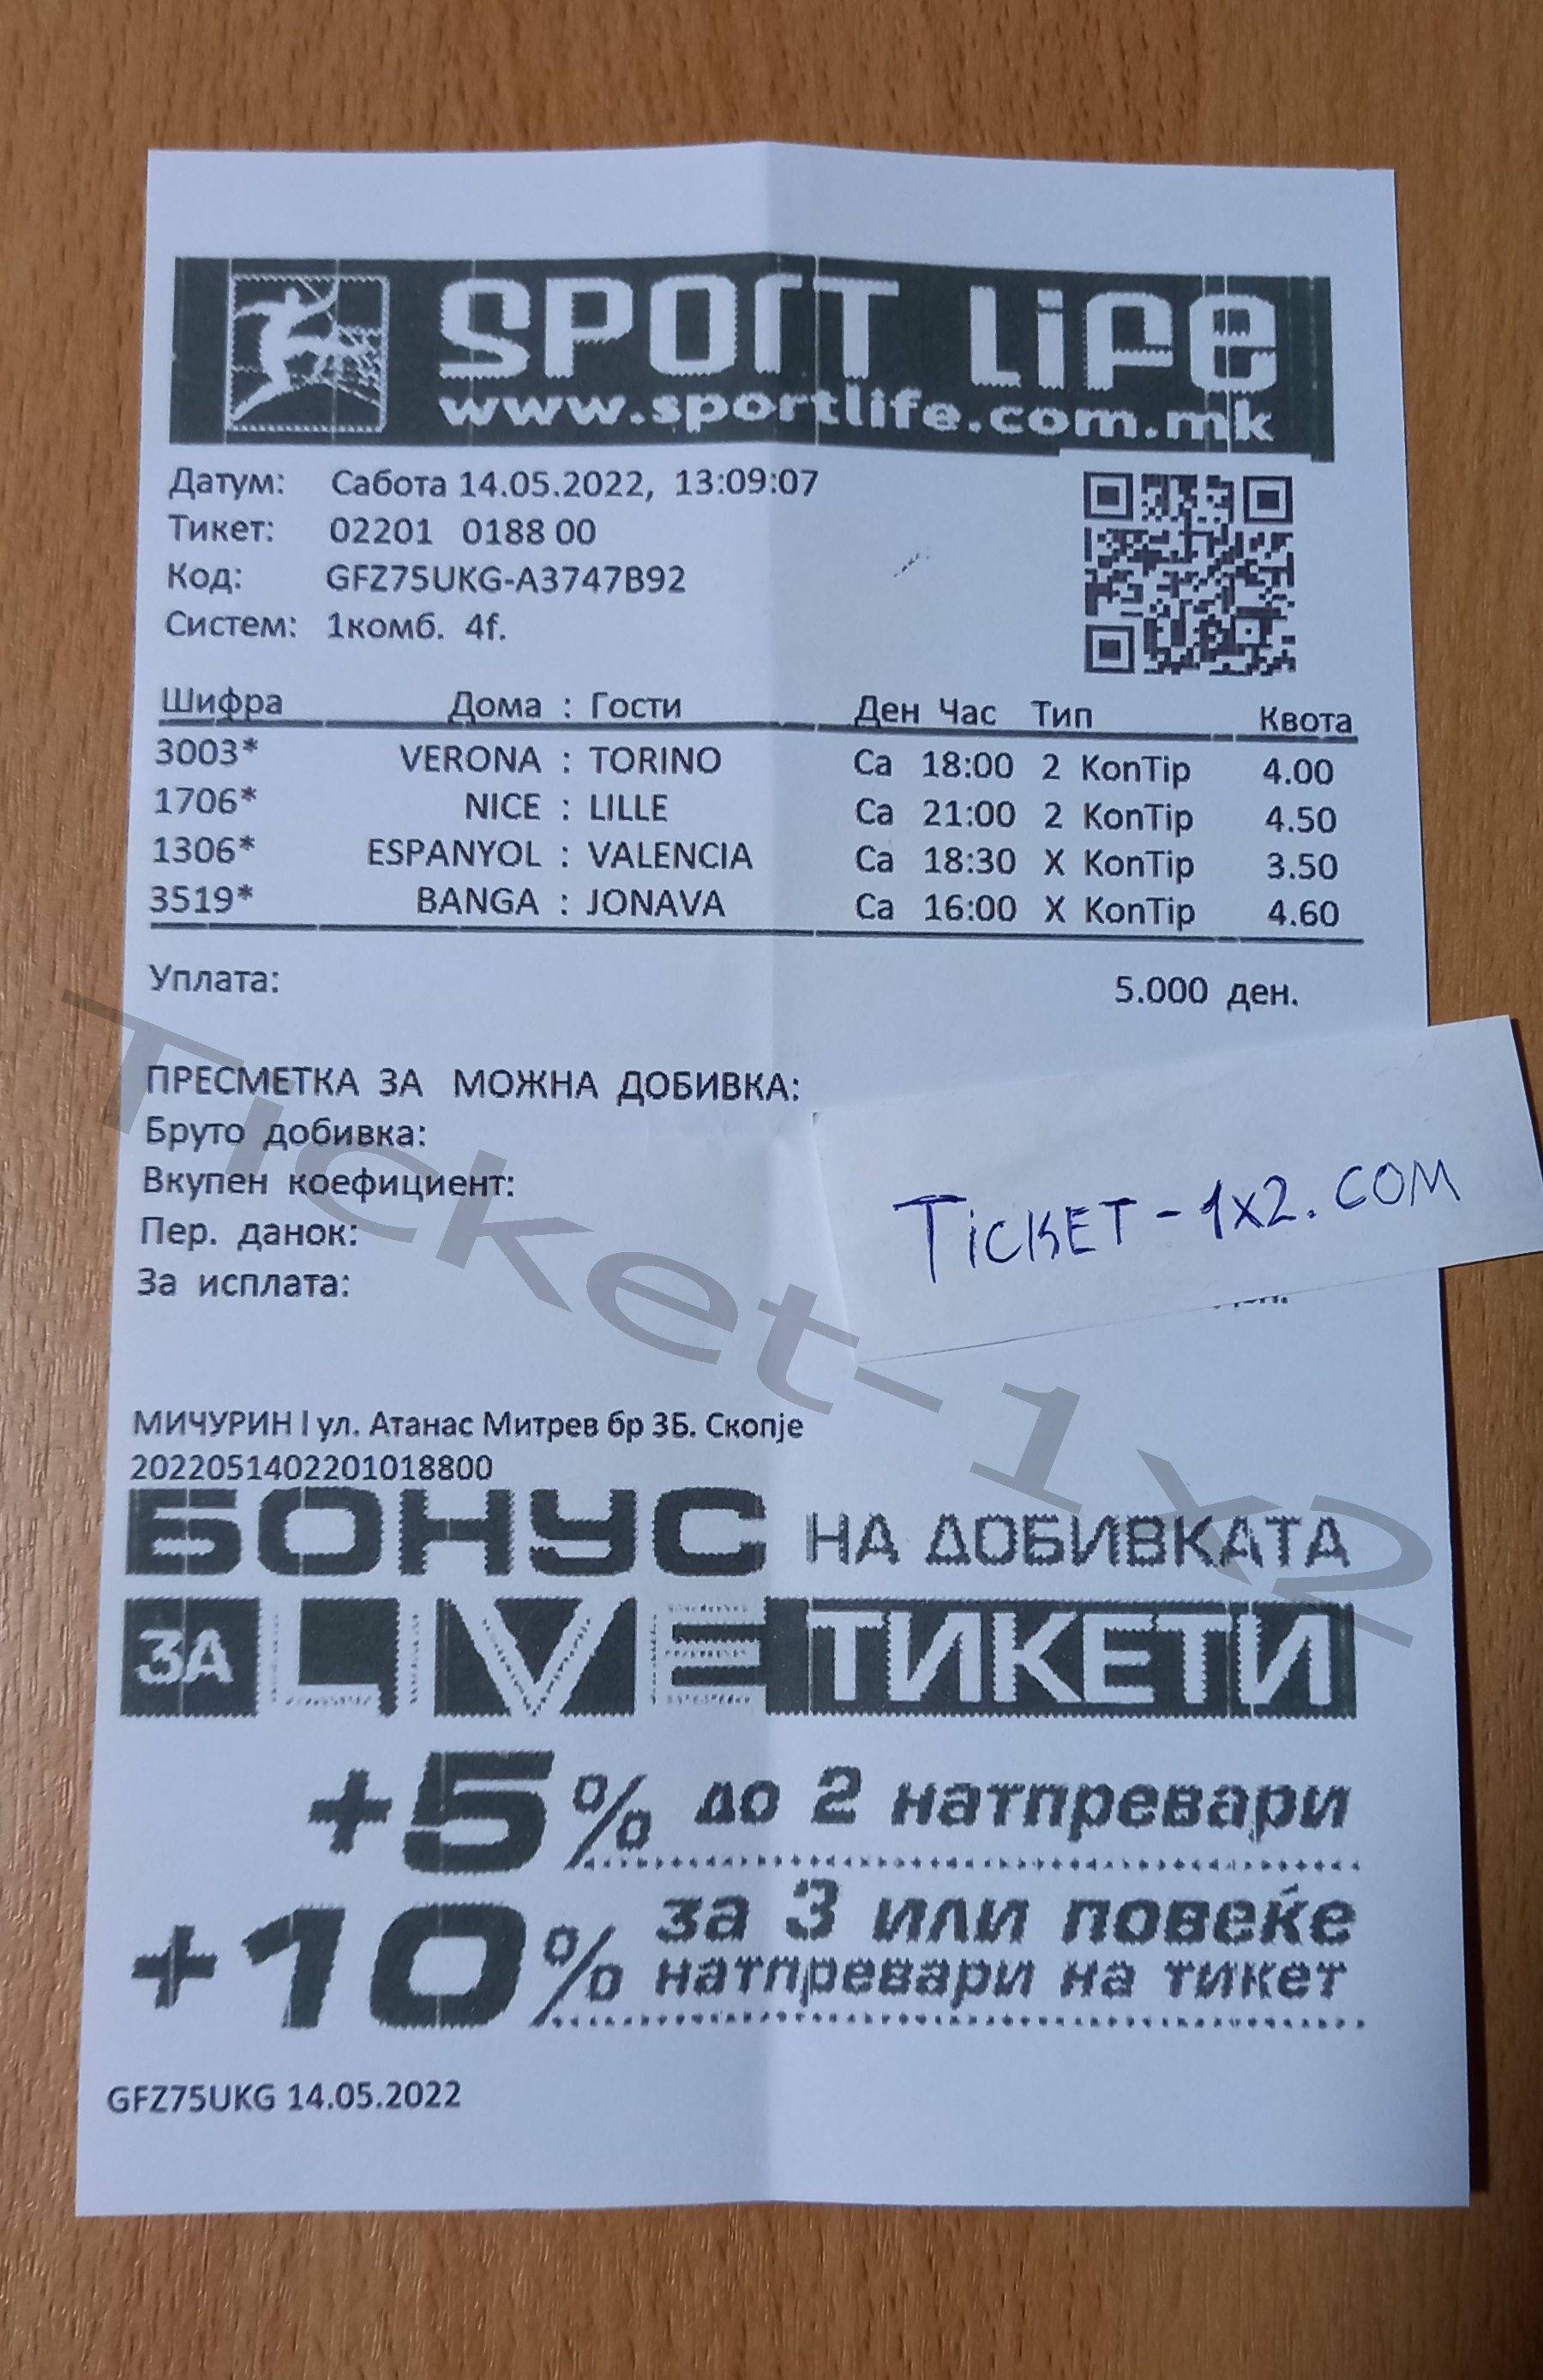 SPORT LIFE
www.sportlife.com.mk
Датум: Сабота 14.05.2022, 13:09:07
Тикет: 02201 0188 00
Код: GFZ75UKG-A3747B92
Систем: 1комб. 4f.
Шифра Дома : Гости Ден Час Тип Квота
3003* VERONA : TORINO Са 18:00 2 KonTip 4.00
1706* NICE : LILLE Са 21:00 2 KonTip 4.50
1306* ESPANYOL : VALENCIA Са 18:30 X KonTip 3.50
3519* BANGA : JONAVA Са 16:00 X KonTip 4.60
Уплата: 5.000 ден.
ПРЕСМЕТКА ЗА МОЖНА ДОБИВКА:
Бруто добивка:
Вкупен коефициент:
Пер. данок:
За исплата:
TICKET-1X2.COM
Ticket-1x2
МИЧУРИН I ул. Атанас Митрев бр 3Б. Скопје
2022051402201018800
БОНУС НА ДОБИВКАТА
ЗА LIVE ТИКЕТИ
+5% до 2 натпревари
+10% за 3 или повеќе
натпревари на тикет
GFZ75UKG 14.05.2022